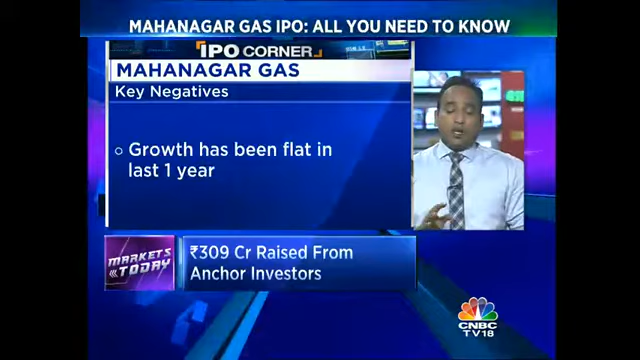 MAHANAGAR GAS IPO: ALL YOU NEED TO KNOW
IPO CORNER
MAHANAGAR GAS
Key Negatives
Growth has been flat in
last 1 year
MARKETS
TODAY
₹309 Cr Raised From
Anchor Investors
CNBC
TV18